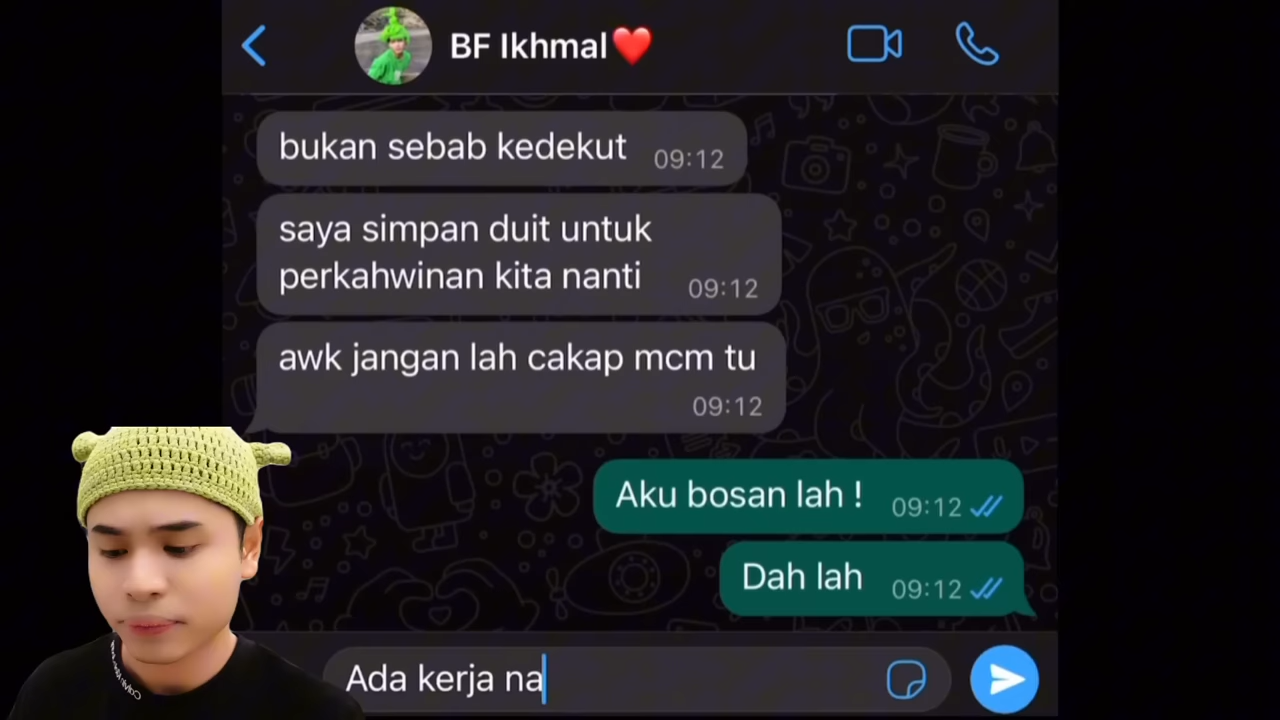 BF Ikhmal❤️
bukan sebab kedekut 09:12
saya simpan duit untuk
perkahwinan kita nanti 09:12
awk jangan lah cakap mcm tu
09:12
Aku bosan lah ! 09:12
Dah lah 09:12
Ada kerja na